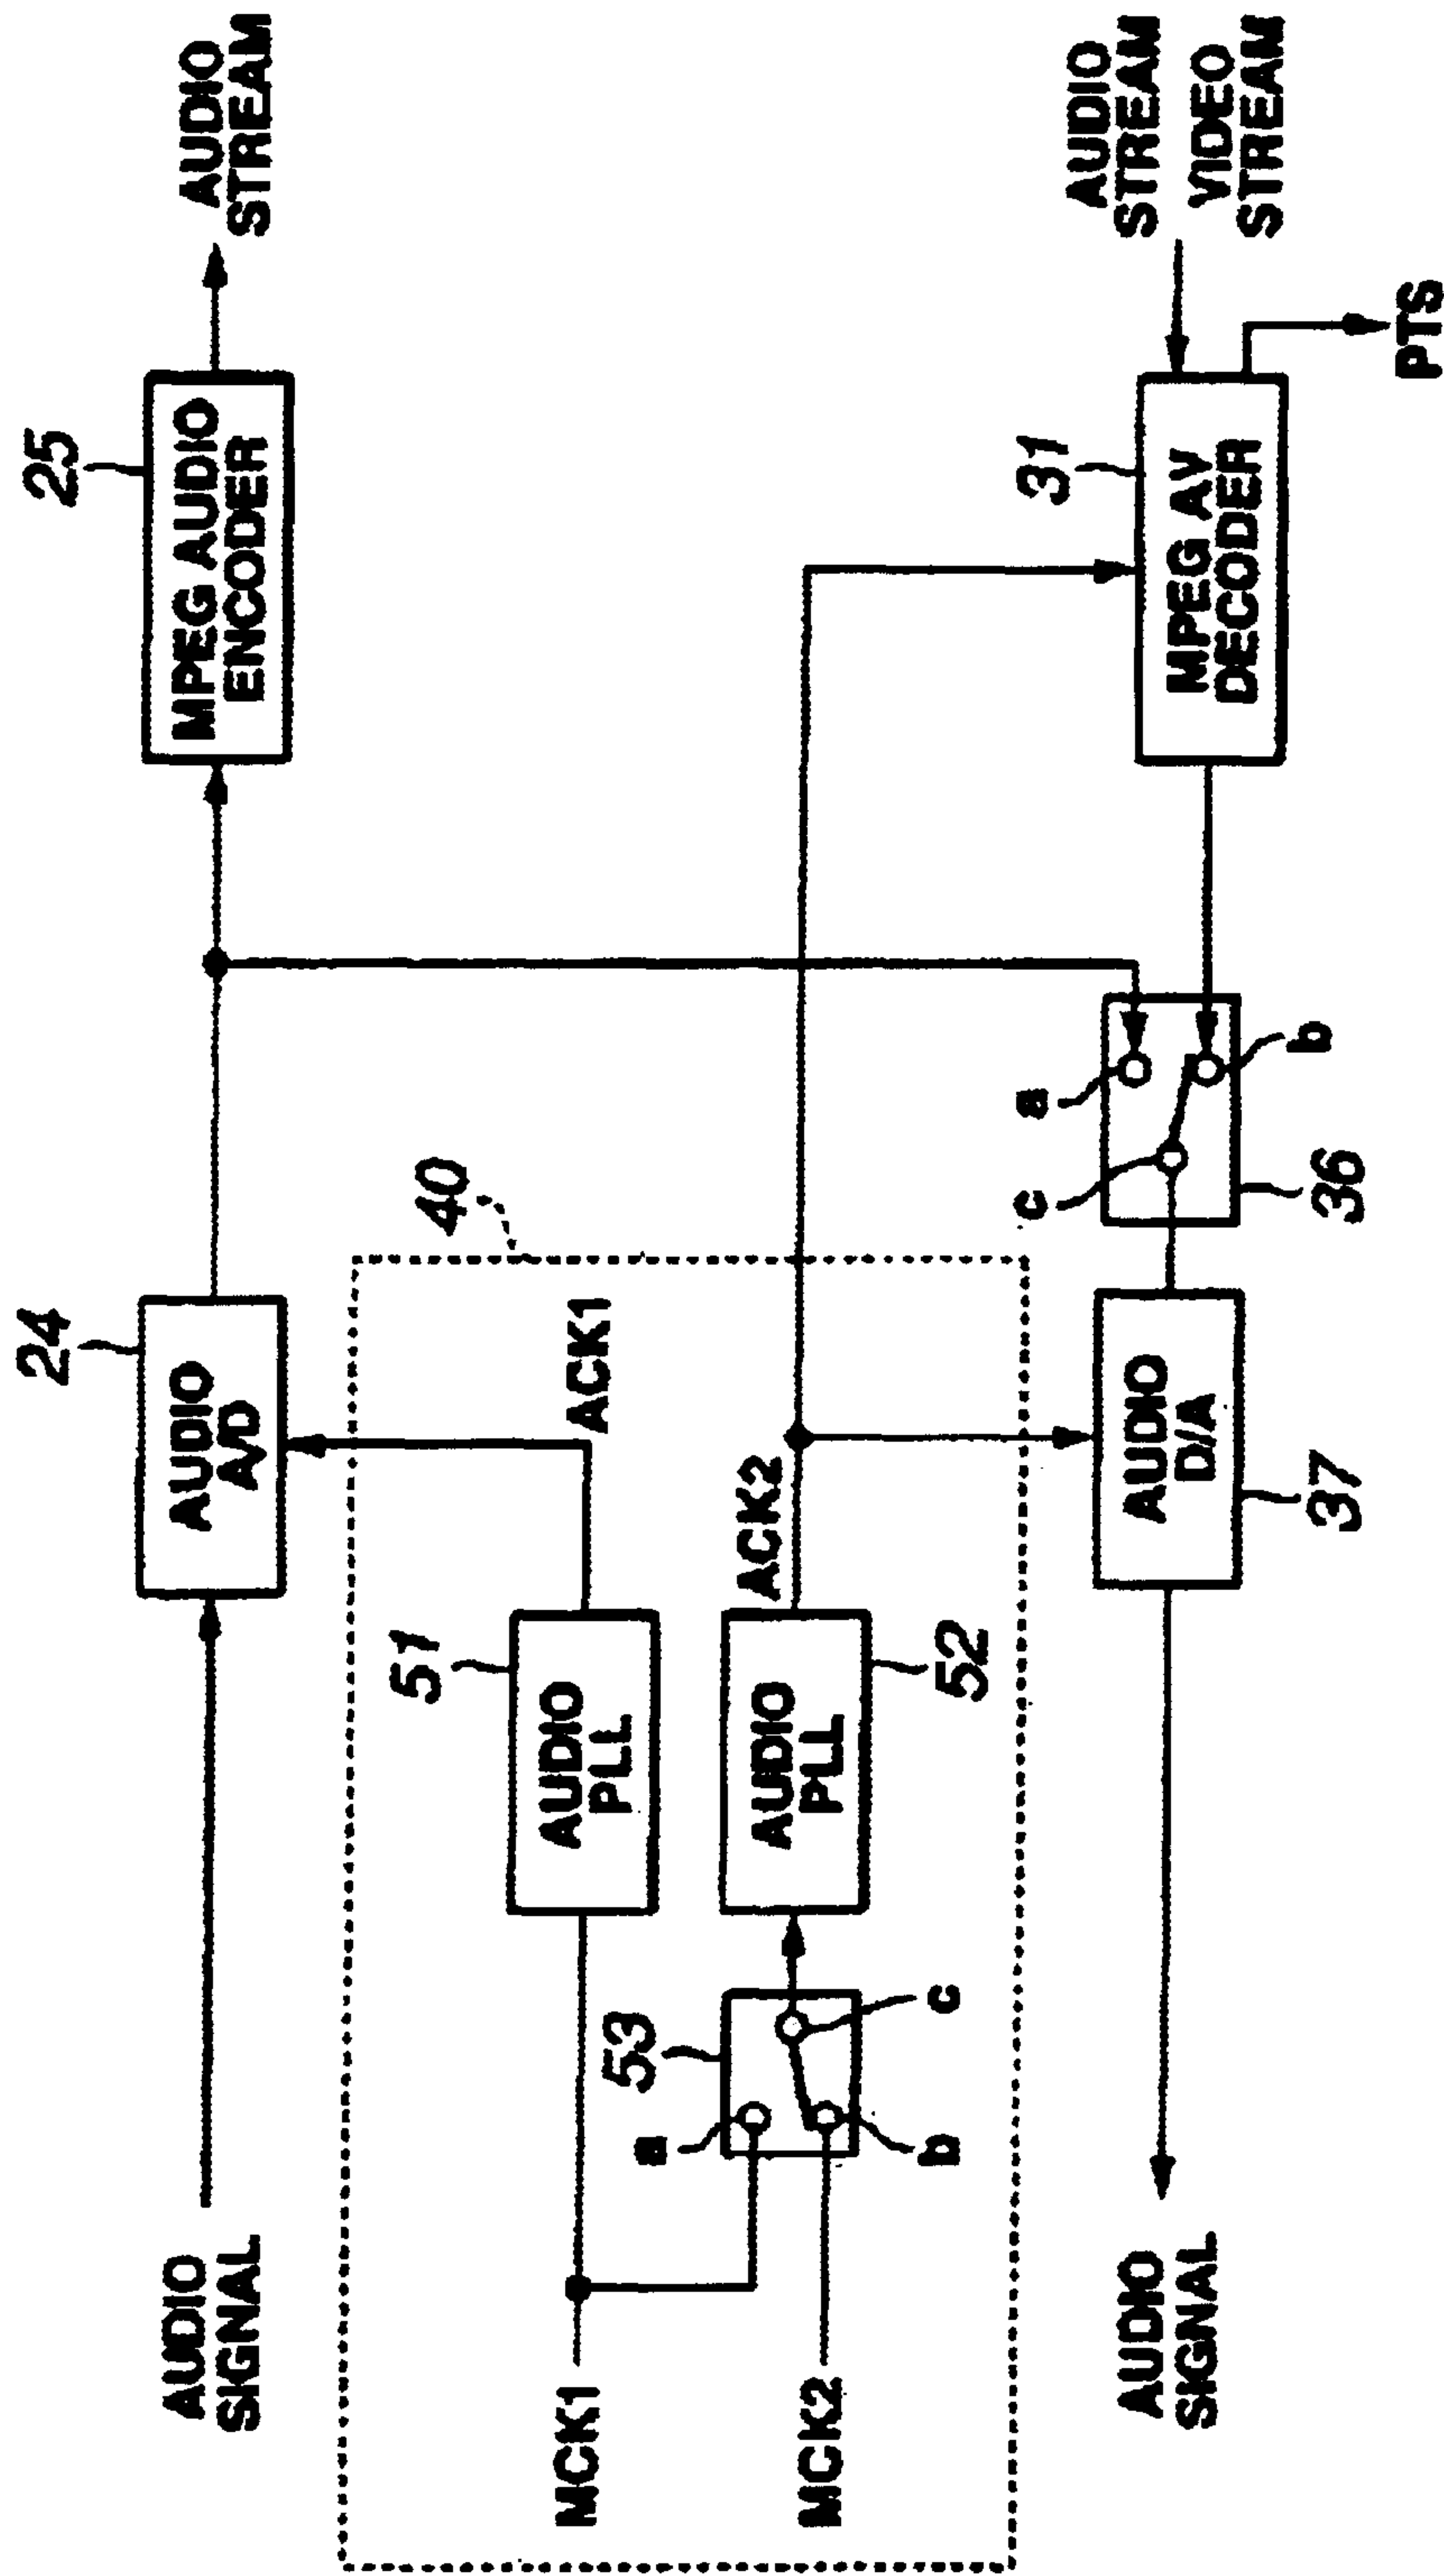 AUDIO
SIGNAL
24
AUDIO
A/D
25
MPEG AUDIO
ENCODER
AUDIO
STREAM
40
MCK1
51
AUDIO
PLL
ACK1
53
a
b
c
MCK2
AUDIO
PLL
52
ACK2
AUDIO
SIGNAL
AUDIO
D/A
37
c
a
b
36
31
MPEG AV
DECODER
AUDIO
STREAM
VIDEO
STREAM
PTS